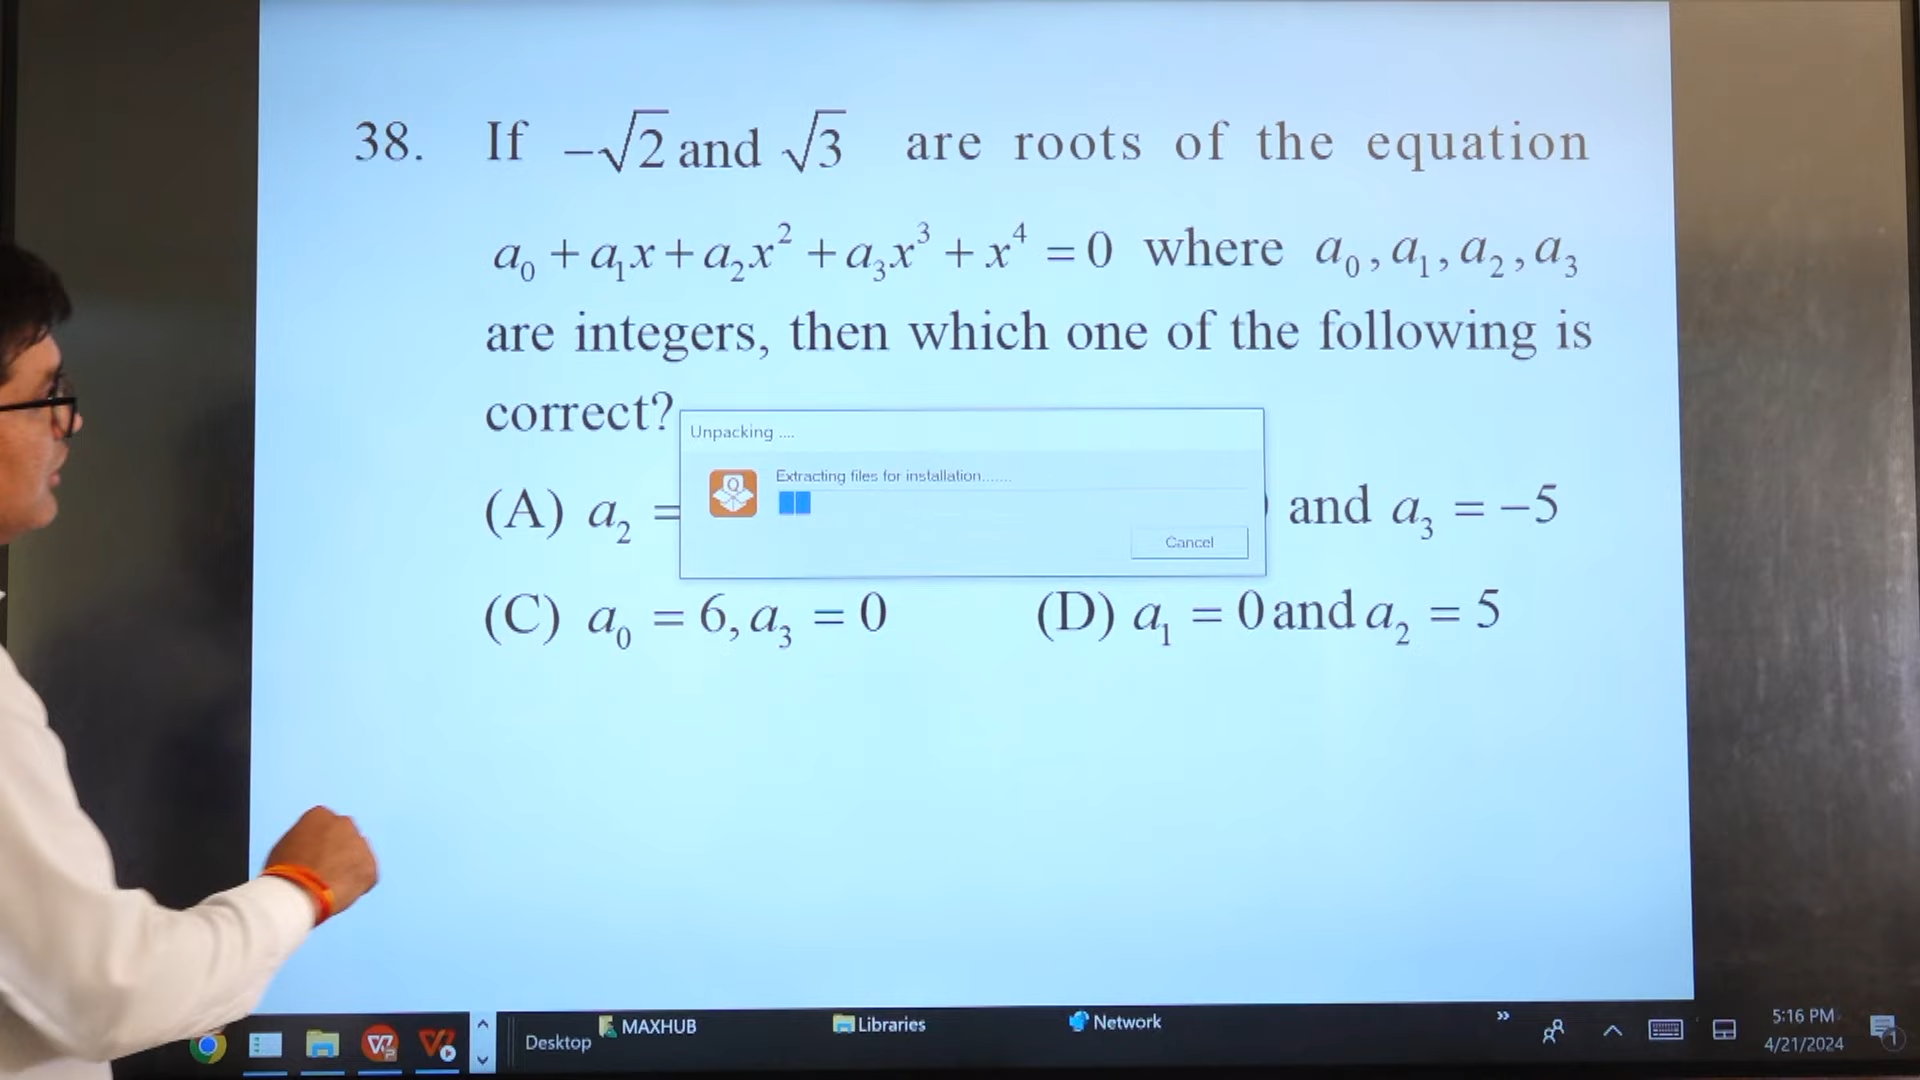 38. If −√2 and √3 are roots of the equation
a₀ + a₁x + a₂x² + a₃x³ + x⁴ = 0 where a₀, a₁, a₂, a₃
are integers, then which one of the following is
correct?
Unpacking ....
Extracting files for installation.......
Cancel
(A) a₂ = and a₃ = −5
(C) a₀ = 6, a₃ = 0 (D) a₁ = 0 and a₂ = 5
Desktop MAXHUB Libraries Network
5:16 PM
4/21/2024